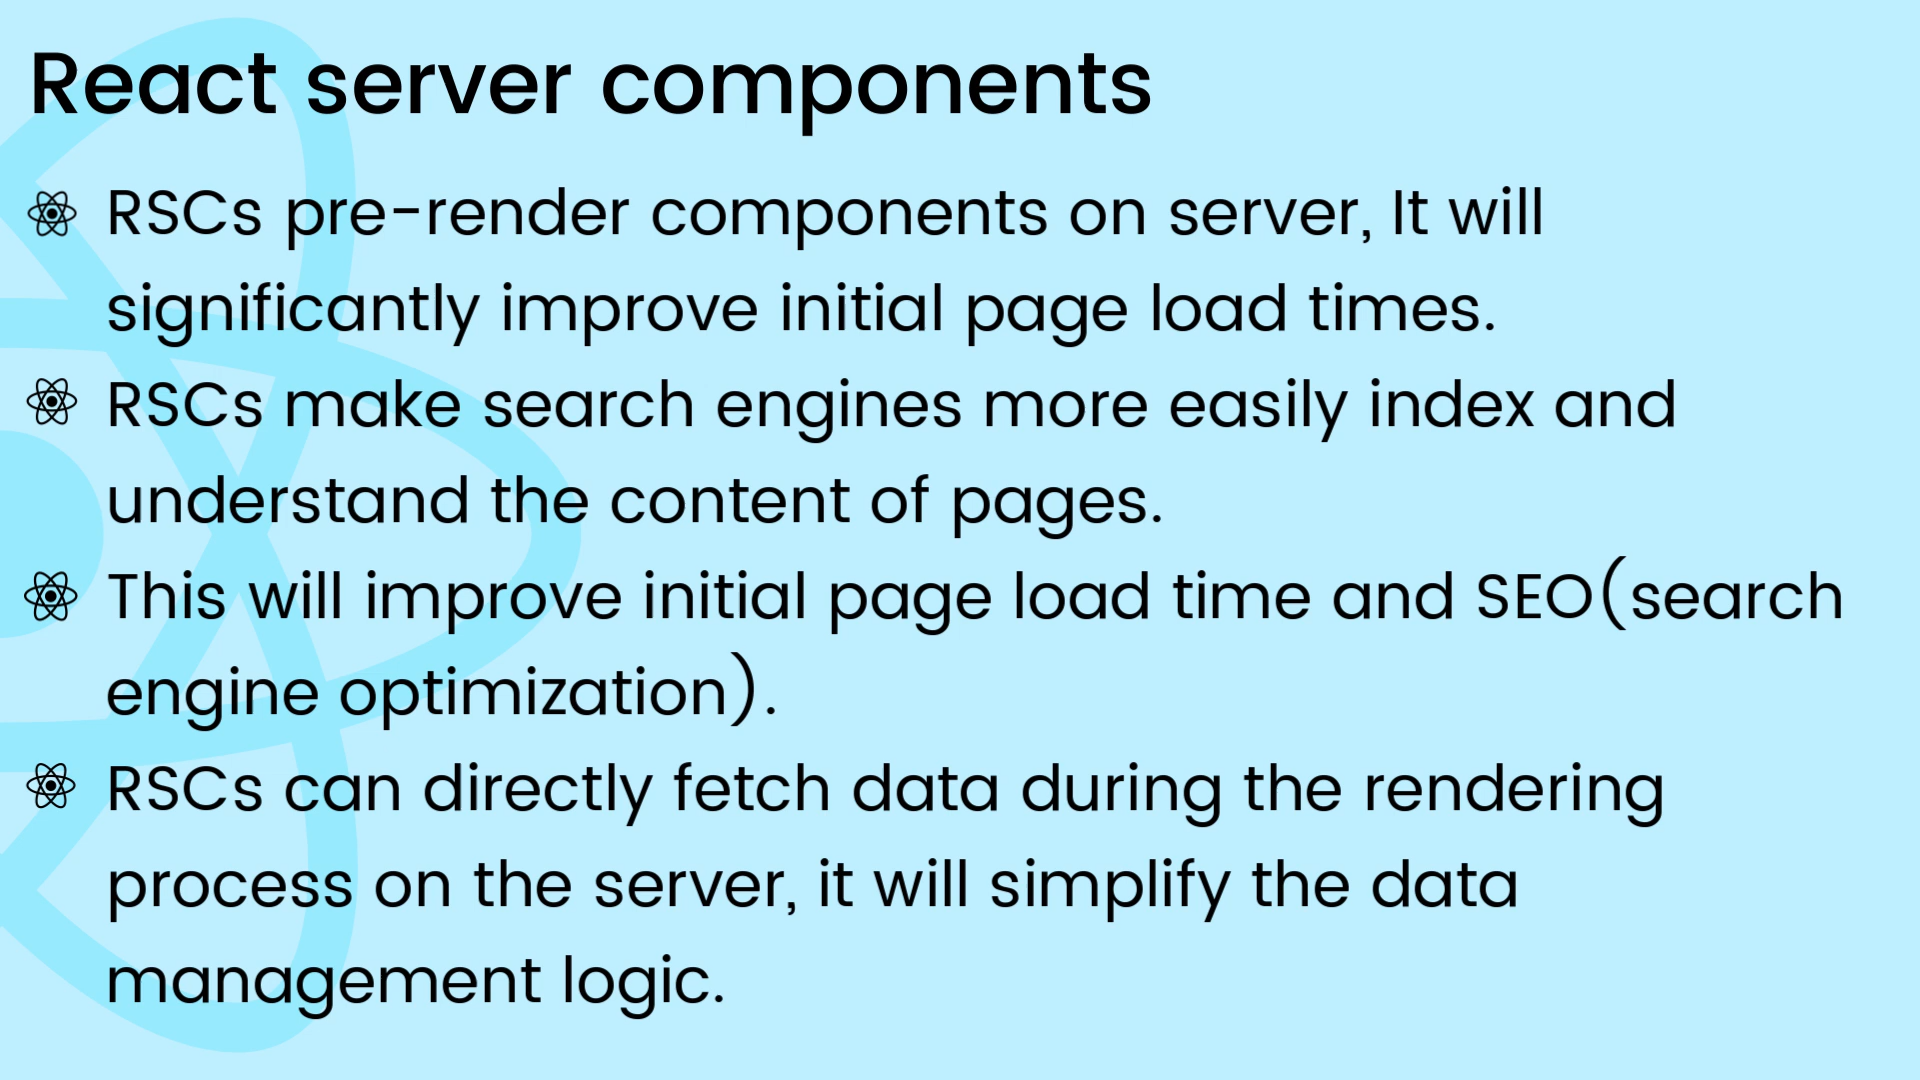 React server components
RSCs pre-render components on server, It will
significantly improve initial page load times.
RSCs make search engines more easily index and
understand the content of pages.
This will improve initial page load time and SEO(search
engine optimization).
RSCs can directly fetch data during the rendering
process on the server, it will simplify the data
management logic.